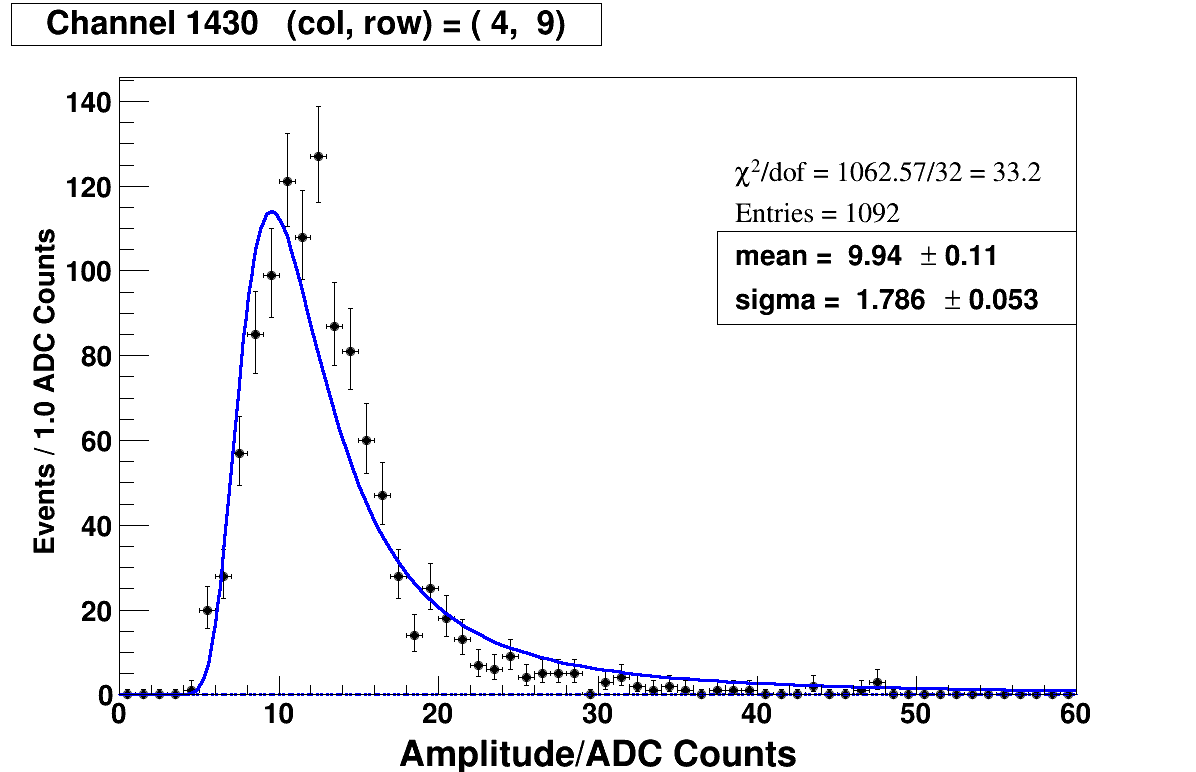 Channel 1430 (col, row) = ( 4, 9)
χ²/dof = 1062.57/32 = 33.2
Entries = 1092
mean = 9.94 ± 0.11
sigma = 1.786 ± 0.053
Events / 1.0 ADC Counts
140
120
100
80
60
40
20
0
0 10 20 30 40 50 60
Amplitude/ADC Counts